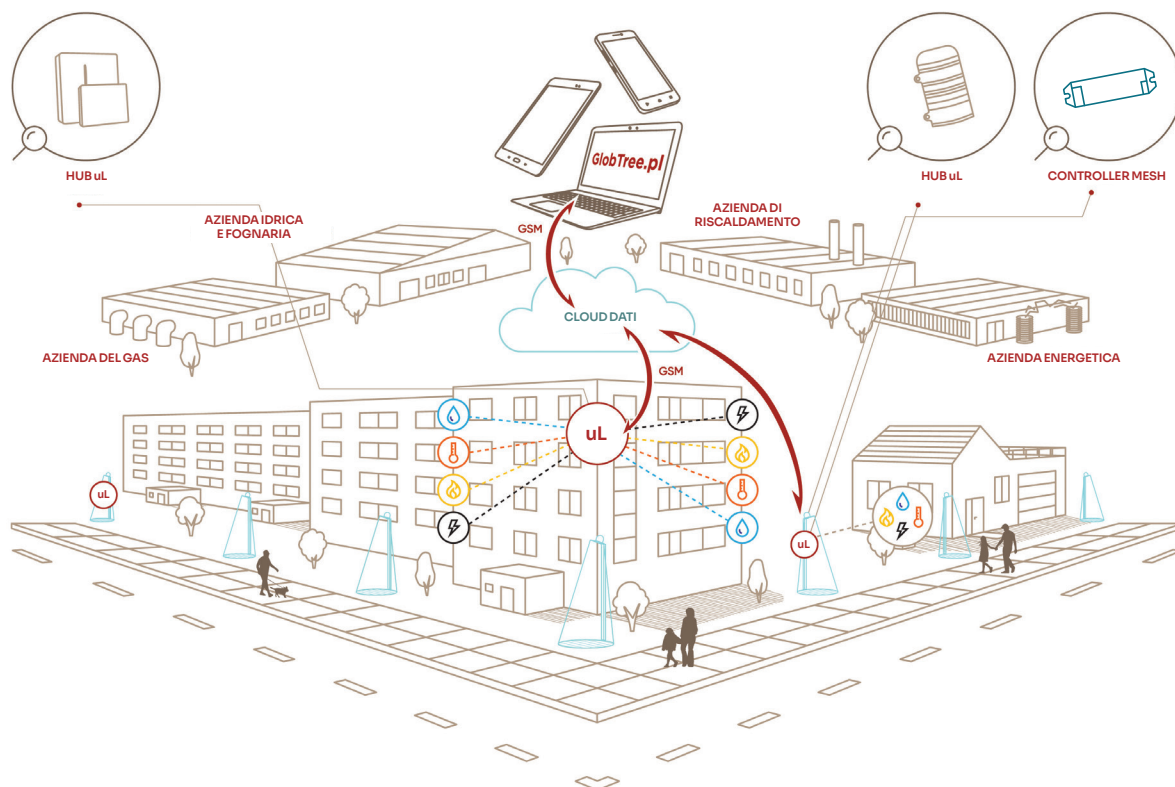 GlobTree.pl
HUB uL
HUB uL
CONTROLLER MESH
AZIENDA IDRICA
E FOGNARIA
GSM
AZIENDA DI
RISCALDAMENTO
CLOUD DATI
AZIENDA DEL GAS
AZIENDA ENERGETICA
GSM
uL
uL
uL